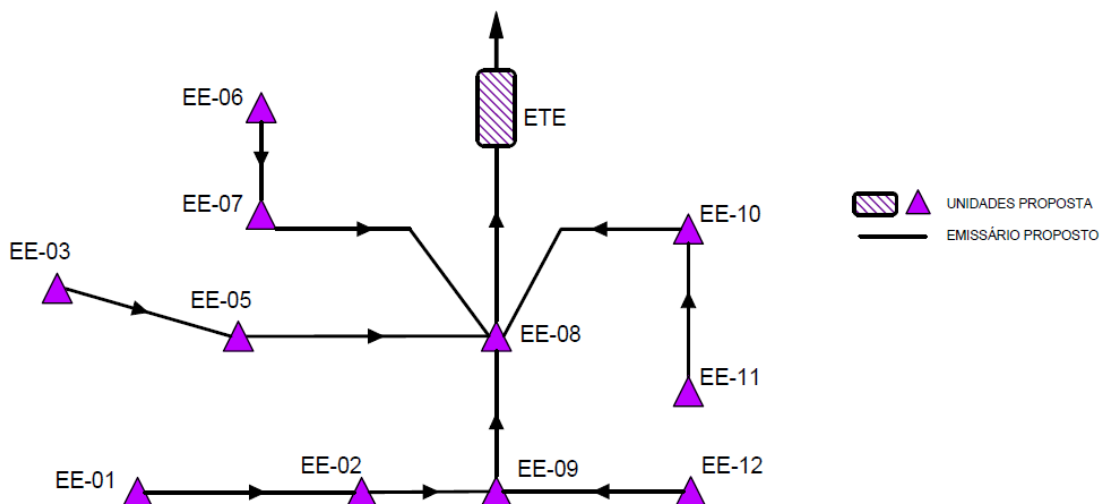 EE-06
ETE
EE-07
EE-10
UNIDADES PROPOSTA
EMISSÁRIO PROPOSTO
EE-03
EE-05
EE-08
EE-11
EE-01
EE-02
EE-09
EE-12